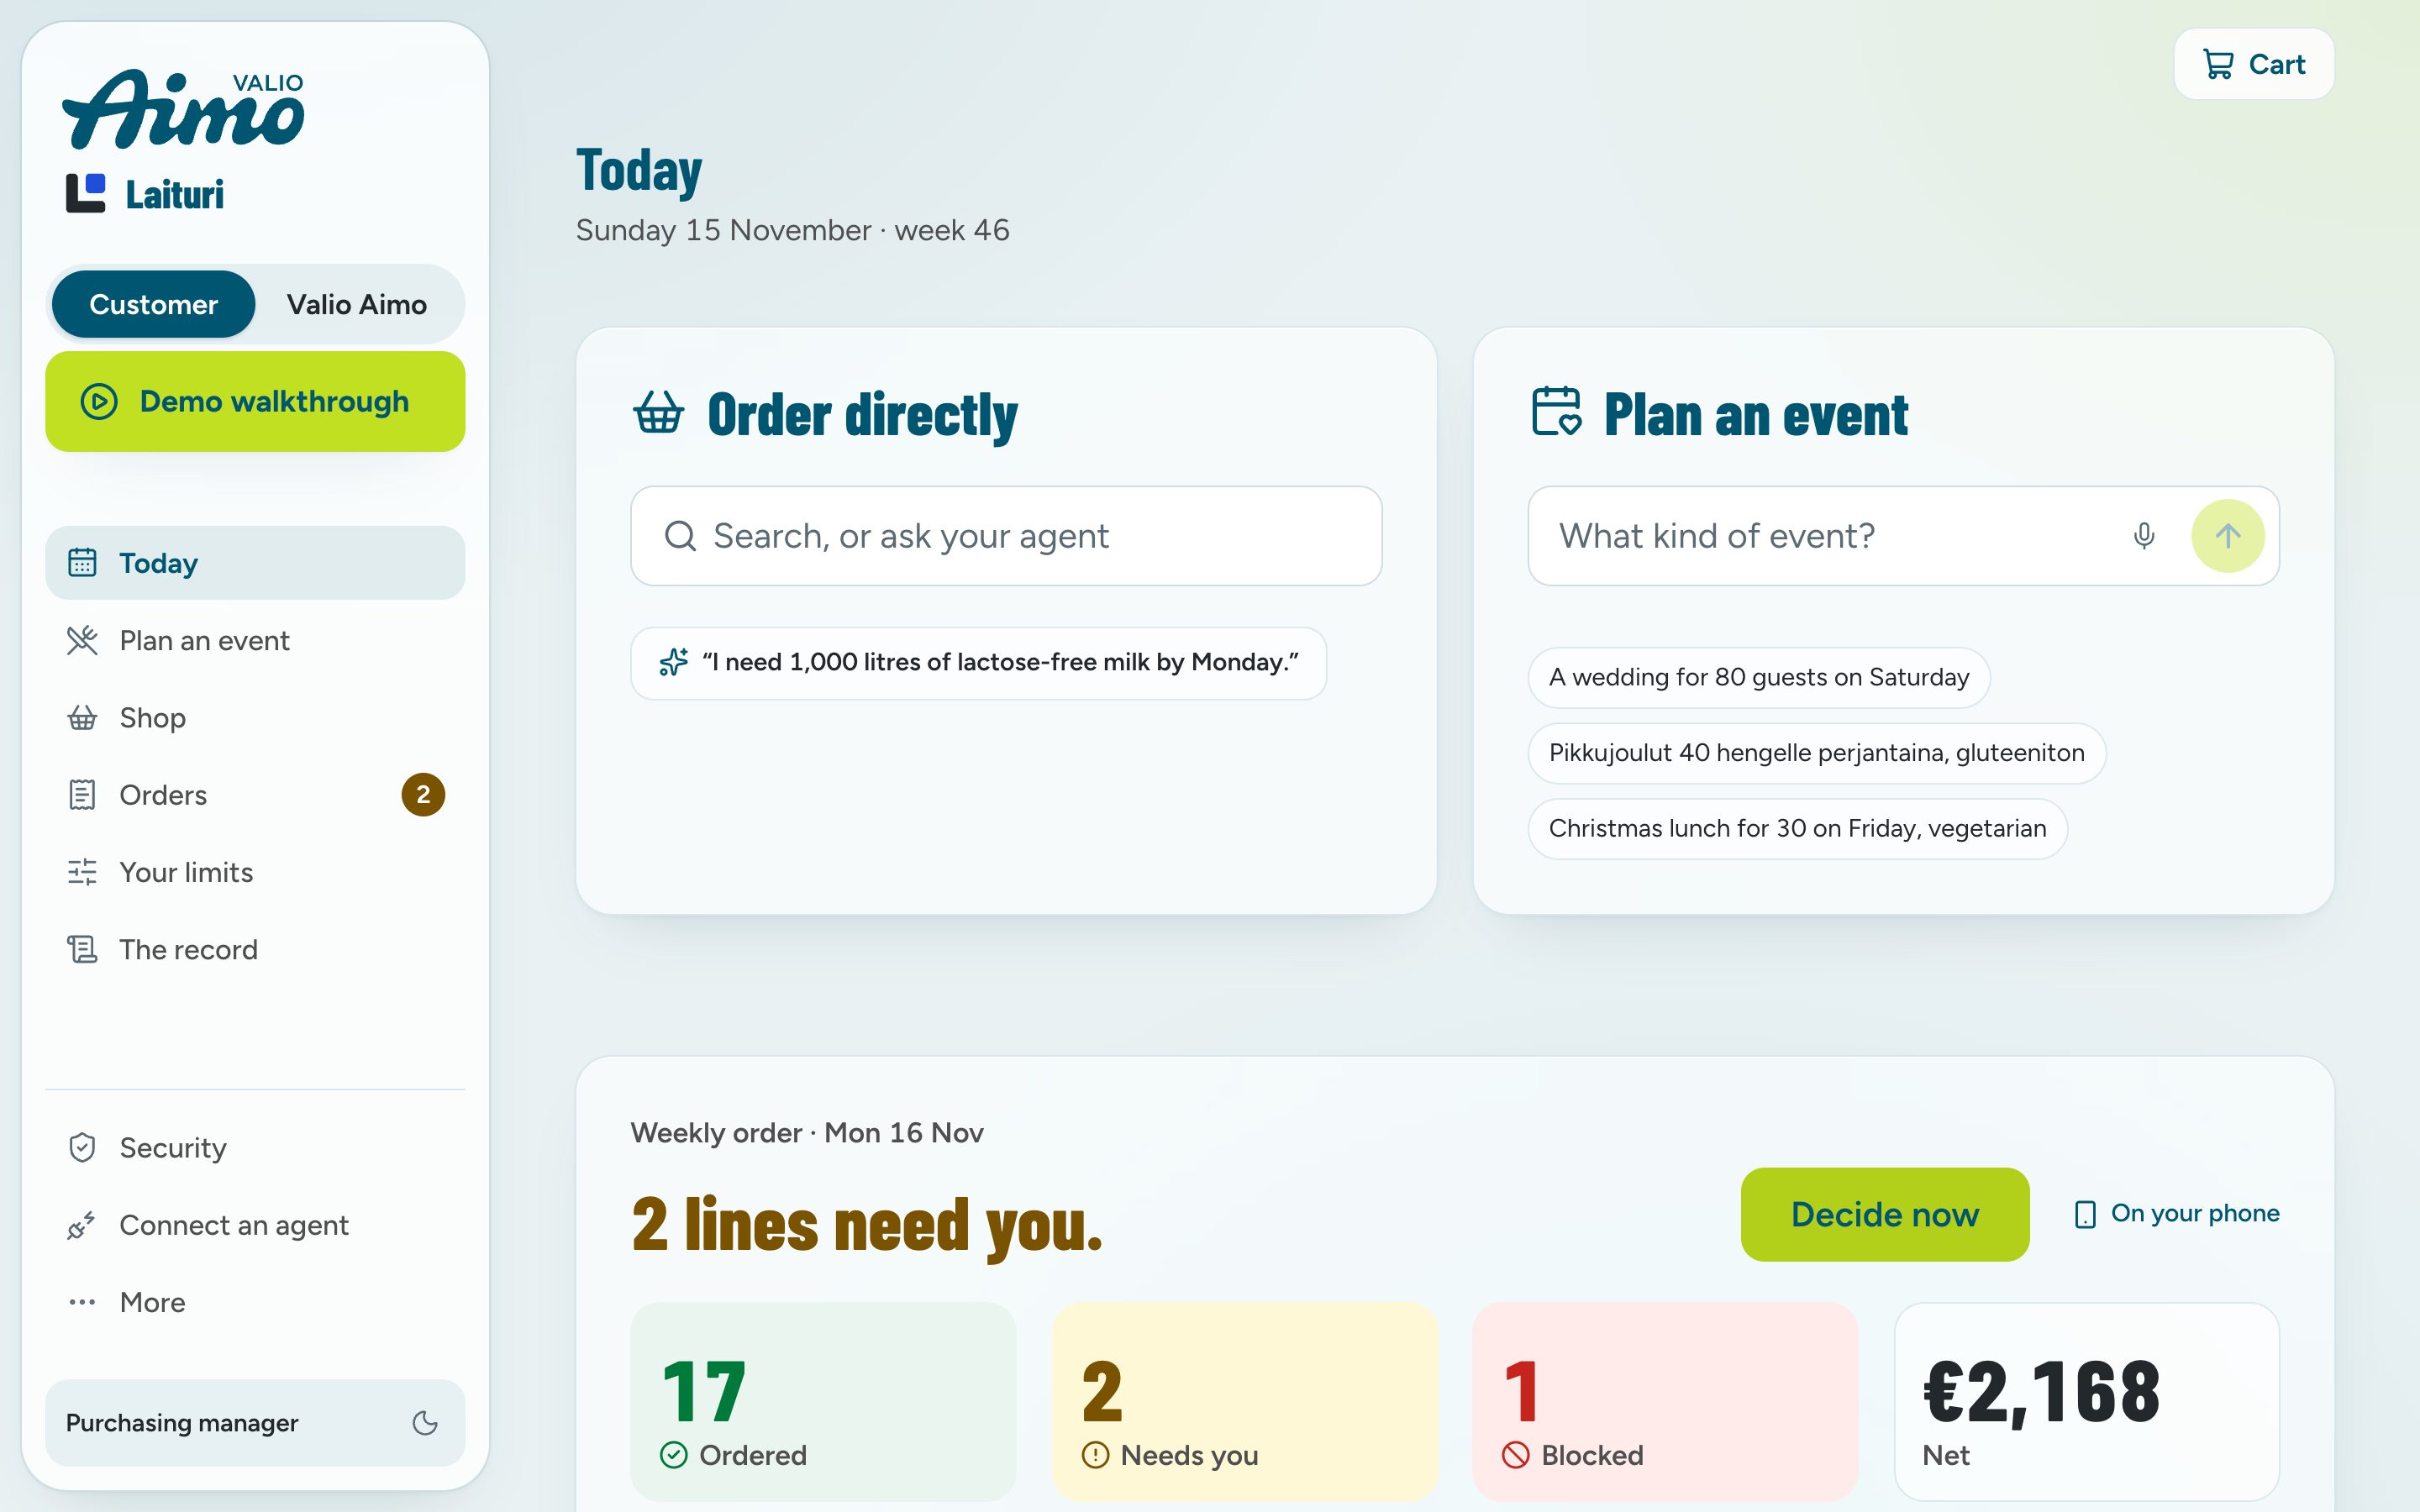 VALIO
Aimo
Laituri
Customer
Valio Aimo
Demo walkthrough
Today
Plan an event
Shop
Orders
2
Your limits
The record
Security
Connect an agent
More
Purchasing manager
Cart
Today
Sunday 15 November · week 46
Order directly
Search, or ask your agent
“I need 1,000 litres of lactose-free milk by Monday.”
Plan an event
What kind of event?
A wedding for 80 guests on Saturday
Pikkujoulut 40 hengelle perjantaina, gluteeniton
Christmas lunch for 30 on Friday, vegetarian
Weekly order · Mon 16 Nov
2 lines need you.
Decide now
On your phone
17
Ordered
2
Needs you
1
Blocked
€2,168
Net